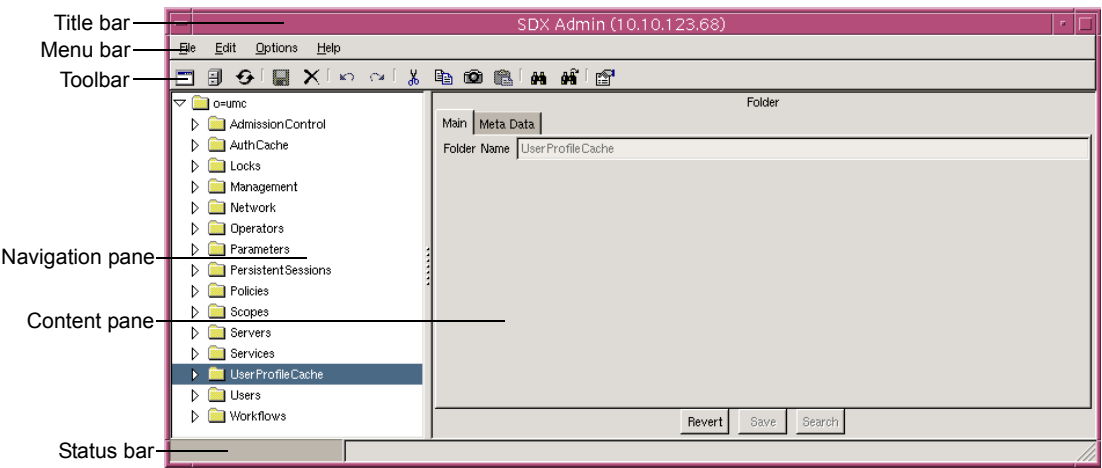 Title bar
SDX Admin (10.10.123.68)
Menu bar
File Edit Options Help
Toolbar
o=umc
AdmissionControl
AuthCache
Locks
Management
Network
Operators
Parameters
PersistentSessions
Policies
Scopes
Servers
Services
UserProfileCache
Users
Workflows
Navigation pane
Folder
Main Meta Data
Folder Name UserProfileCache
Content pane
Revert Save Search
Status bar